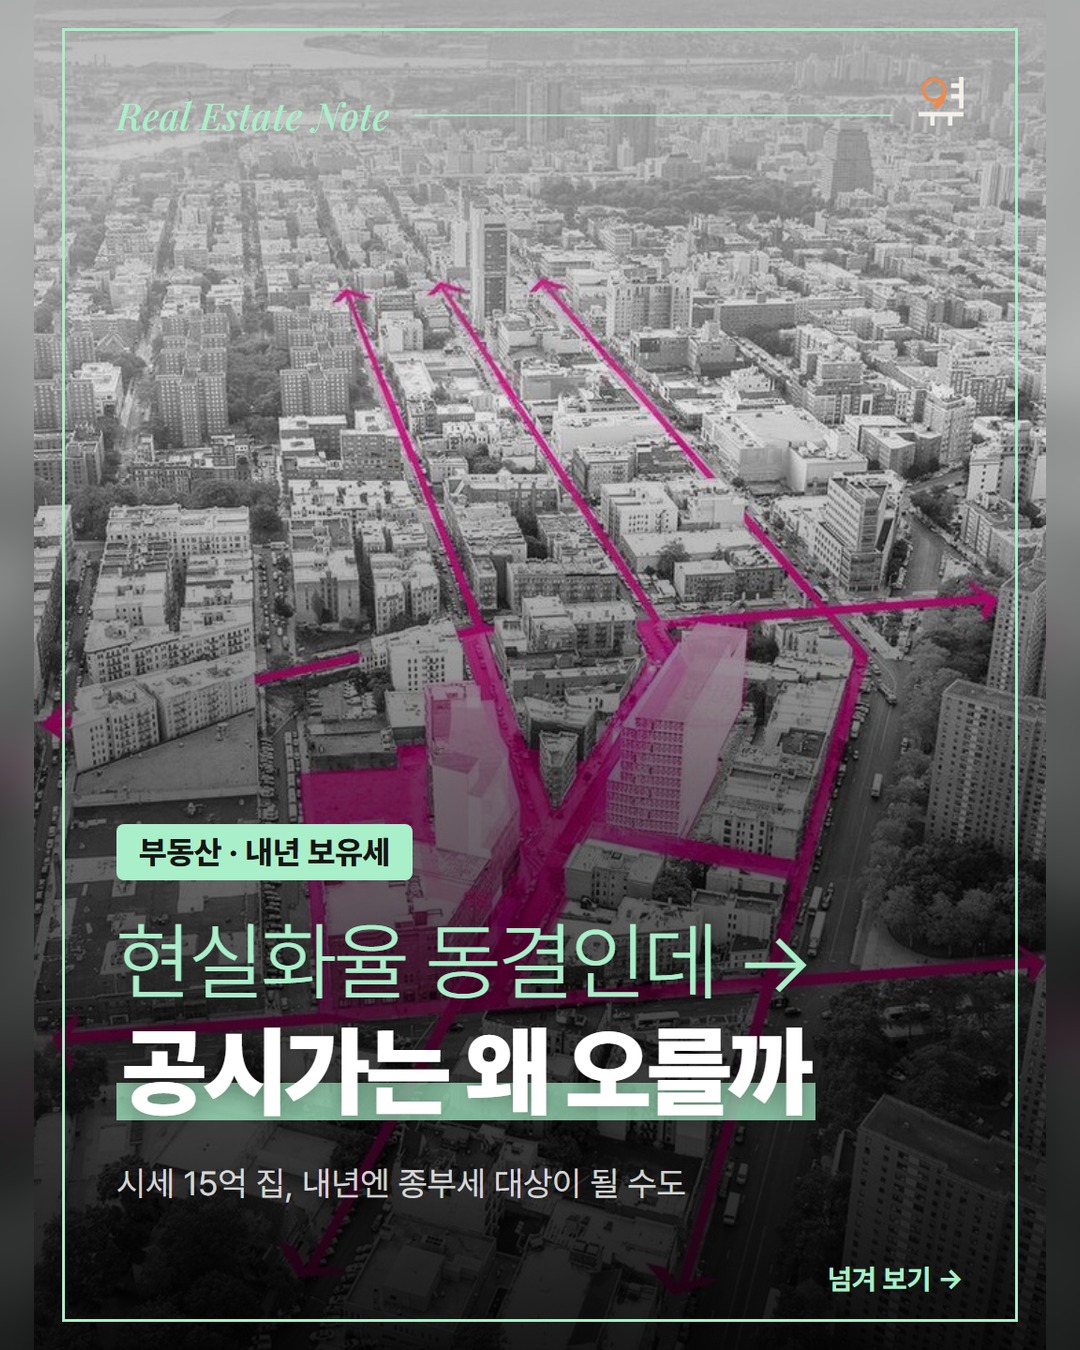 Real Estate Note
부동산 · 내년 보유세
현실화율 동결인데 →
공시가는 왜 오를까
시세 15억 집, 내년엔 종부세 대상이 될 수도
넘겨 보기 →